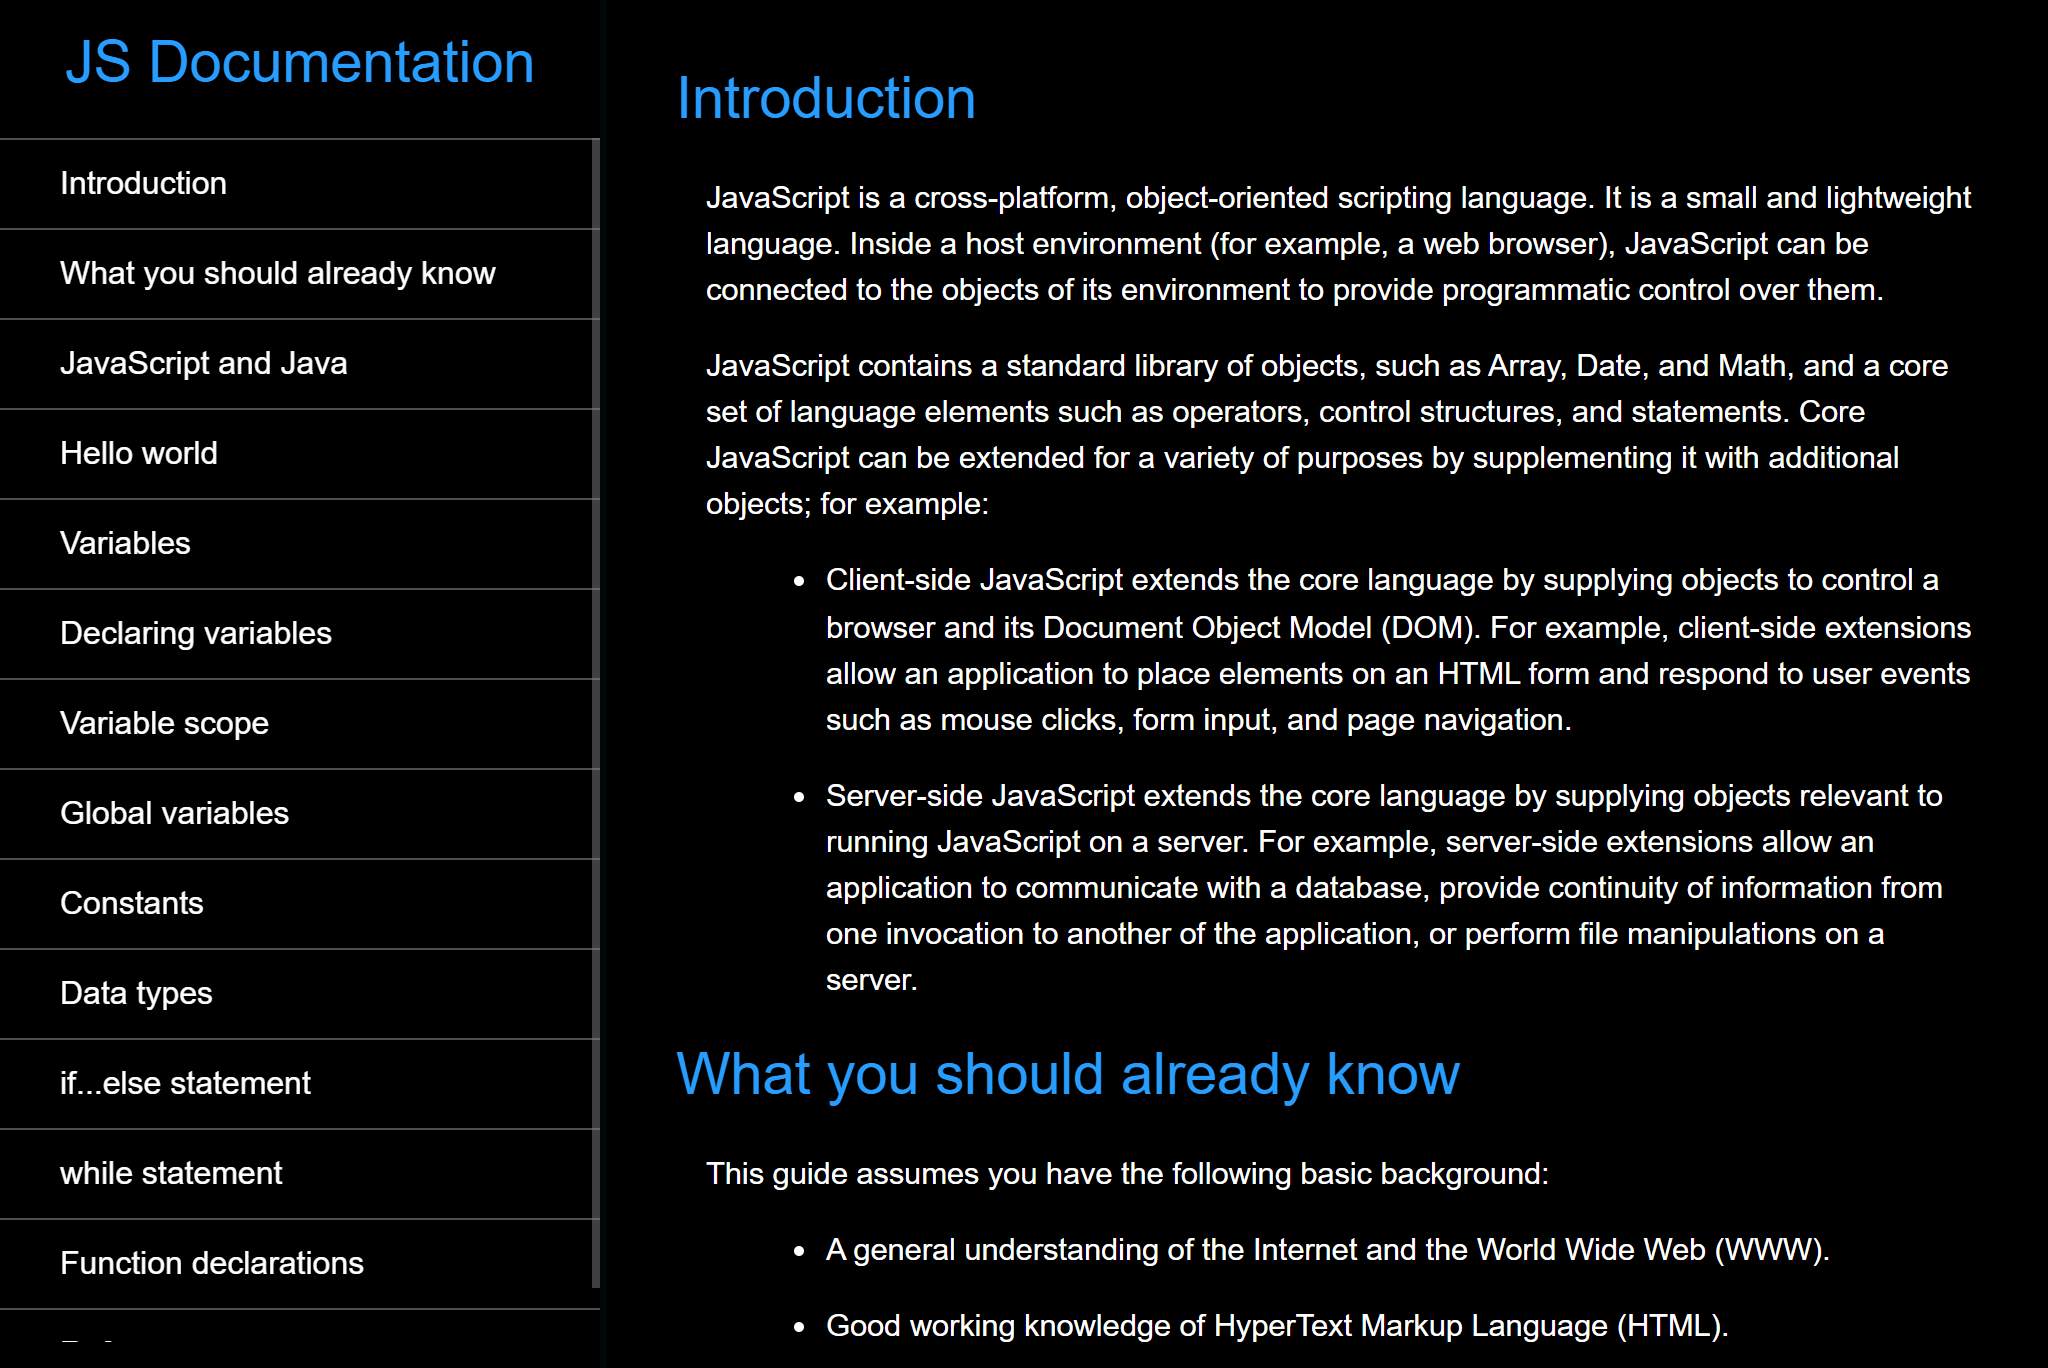 JS Documentation
Introduction
What you should already know
JavaScript and Java
Hello world
Variables
Declaring variables
Variable scope
Global variables
Constants
Data types
if...else statement
while statement
Function declarations
Introduction
JavaScript is a cross-platform, object-oriented scripting language. It is a small and lightweight
language. Inside a host environment (for example, a web browser), JavaScript can be
connected to the objects of its environment to provide programmatic control over them.
JavaScript contains a standard library of objects, such as Array, Date, and Math, and a core
set of language elements such as operators, control structures, and statements. Core
JavaScript can be extended for a variety of purposes by supplementing it with additional
objects; for example:
• Client-side JavaScript extends the core language by supplying objects to control a
browser and its Document Object Model (DOM). For example, client-side extensions
allow an application to place elements on an HTML form and respond to user events
such as mouse clicks, form input, and page navigation.
• Server-side JavaScript extends the core language by supplying objects relevant to
running JavaScript on a server. For example, server-side extensions allow an
application to communicate with a database, provide continuity of information from
one invocation to another of the application, or perform file manipulations on a
server.
What you should already know
This guide assumes you have the following basic background:
• A general understanding of the Internet and the World Wide Web (WWW).
• Good working knowledge of HyperText Markup Language (HTML).